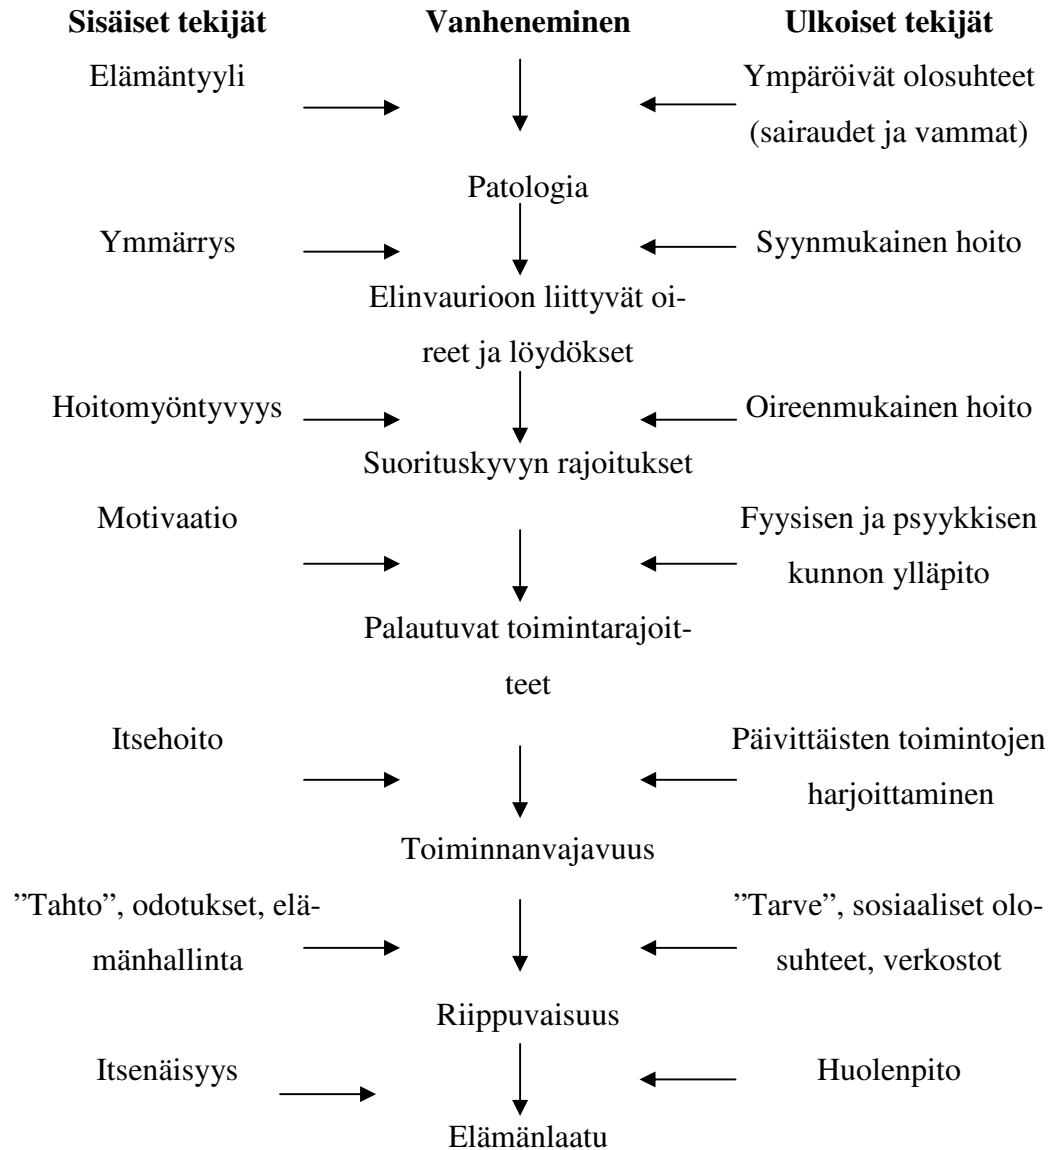 Sisäiset tekijät Vanheneminen Ulkoiset tekijät
Elämäntyyli Ympäröivät olosuhteet
(sairaudet ja vammat)
Patologia
Ymmärrys Syynmukainen hoito
Elinvaurioon liittyvät oi-
reet ja löydökset
Hoitomyöntyvyys Oireenmukainen hoito
Suorituskyvyn rajoitukset
Motivaatio Fyysisen ja psyykkisen
kunnon ylläpito
Palautuvat toimintarajoit-
teet
Itsehoito Päivittäisten toimintojen
harjoittaminen
Toiminnanvajavuus
”Tahto”, odotukset, elä- ”Tarve”, sosiaaliset olo-
mänhallinta suhteet, verkostot
Riippuvaisuus
Itsenäisyys Huolenpito
Elämänlaatu